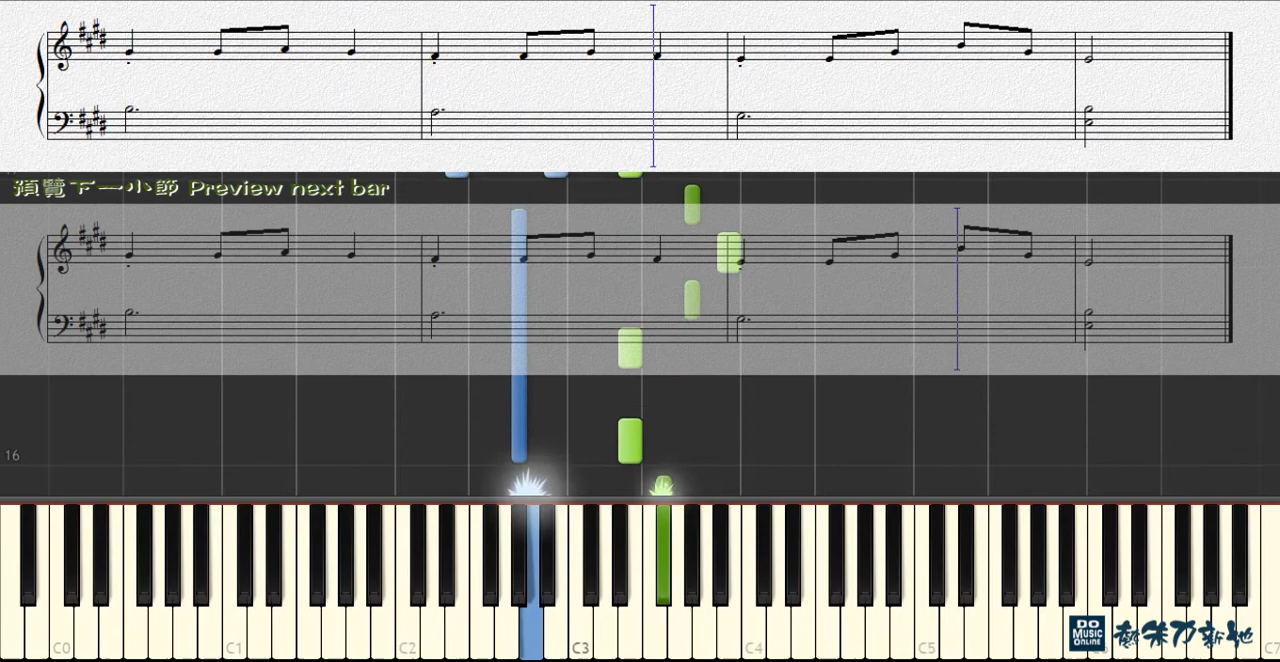 預覽下一小節 Preview next bar
16
C0
C1
C2
C3
C4
C5
C7
DO
MUSIC
ONLINE